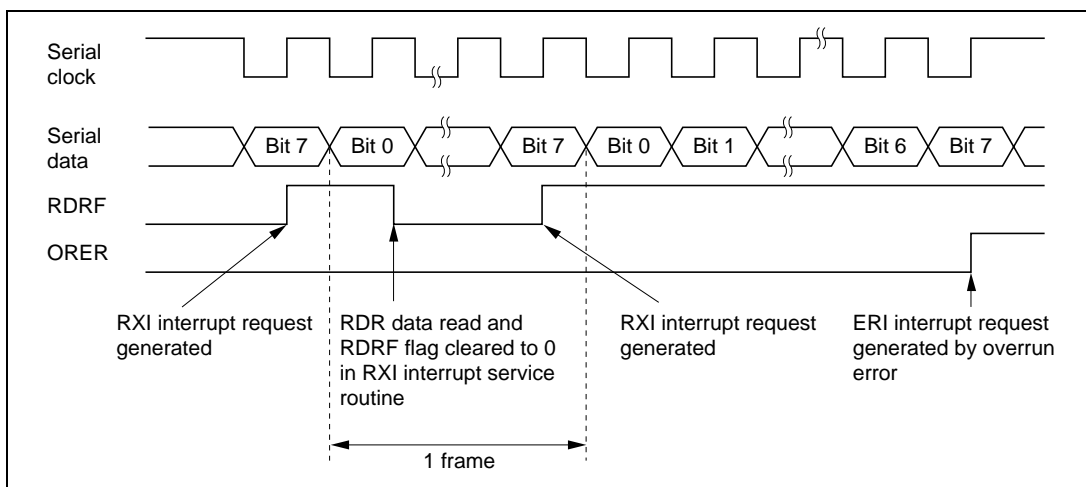 Serial
clock
Serial
data
Bit 7
Bit 0
Bit 7
Bit 0
Bit 1
Bit 6
Bit 7
RDRF
ORER
RXI interrupt request
generated
RDR data read and
RDRF flag cleared to 0
in RXI interrupt service
routine
RXI interrupt request
generated
ERI interrupt request
generated by overrun
error
1 frame